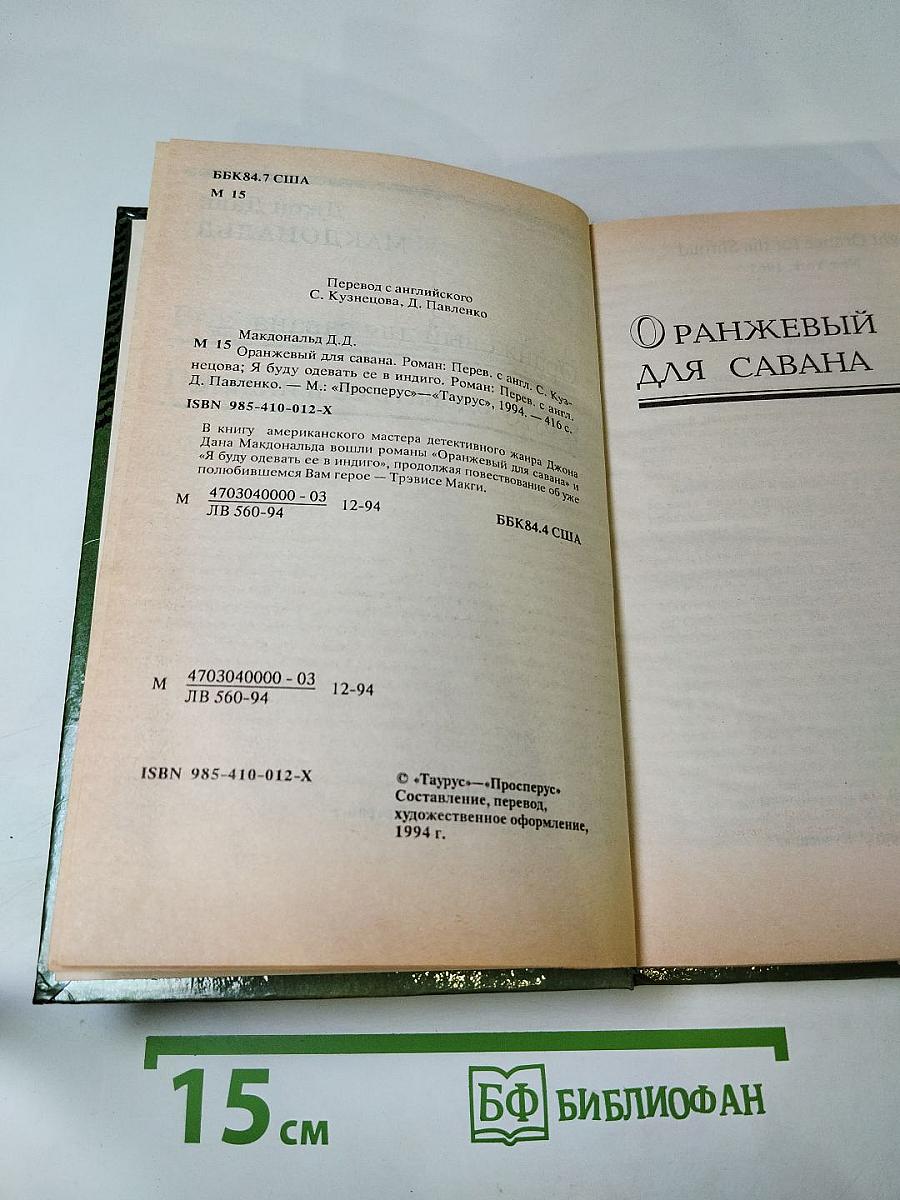 ББК84.7 США
М 15
Перевод с английского
С. Кузнецова, Д. Павленко
Макдональд Д.Д.
М 15 Оранжевый для савана. Роман: Перев. с англ. С. Куз-
нецова; Я буду одевать ее в индиго. Роман: Перев. с англ.
Д. Павленко. — М.: «Просперус»—«Таурус», 1994. — 416 с.
ISBN 985-410-012-X
В книгу американского мастера детективного жанра Джона
Дана Макдональда вошли романы «Оранжевый для савана» и
«Я буду одевать ее в индиго», продолжая повествование об уже
полюбившемся Вам герое — Трэвисе Макги.
М 4703040000 - 03 12-94
ЛВ 560-94
ББК84.4 США
М 4703040000 - 03 12-94
ЛВ 560-94
ISBN 985-410-012-X
© «Таурус»—«Просперус»
Составление, перевод,
художественное оформление,
1994 г.
ОРАНЖЕВЫЙ
ДЛЯ САВАНА
15 см
БФ БИБЛИОФАН